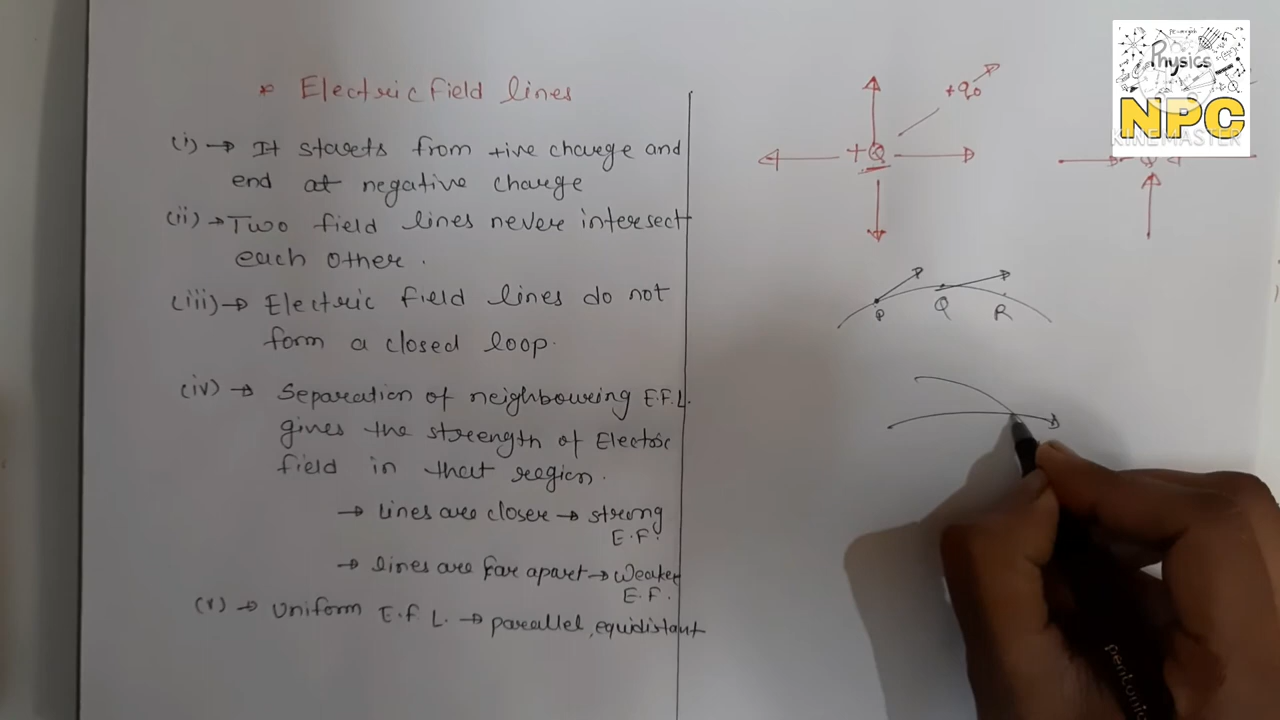 * Electric field lines
(i) → It starts from +ive charge and
end at negative charge
(ii) → Two field lines never intersect
each other.
(iii) → Electric field lines do not
form a closed loop.
(iv) → Separation of neighbouring E.F.L.
gives the strength of Electric
field in that region.
→ lines are closer → strong
E.F.
→ lines are far apart → weaker
E.F.
(v) → Uniform E.F.L. → parallel, equidistant
+q₀
+Q
P Q R
Physics
NPC
KINEMASTER
pentonic